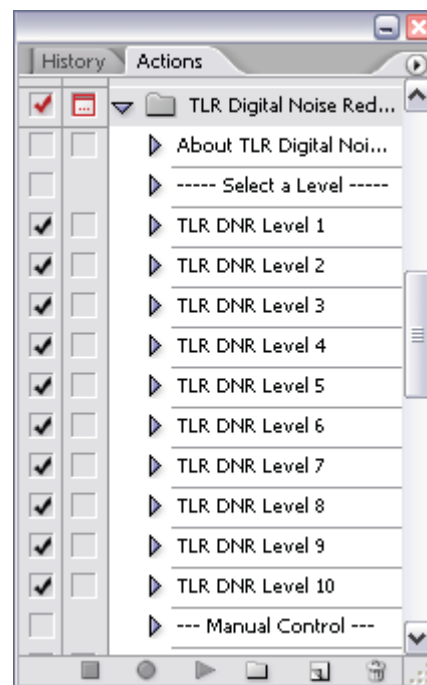 History Actions
TLR Digital Noise Red...
About TLR Digital Noi...
----- Select a Level -----
TLR DNR Level 1
TLR DNR Level 2
TLR DNR Level 3
TLR DNR Level 4
TLR DNR Level 5
TLR DNR Level 6
TLR DNR Level 7
TLR DNR Level 8
TLR DNR Level 9
TLR DNR Level 10
--- Manual Control ---